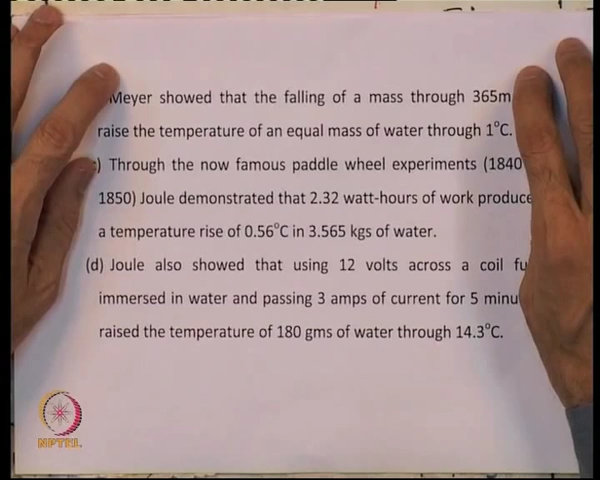 Meyer showed that the falling of a mass through 365m
raise the temperature of an equal mass of water through 1°C.
) Through the now famous paddle wheel experiments (1840
1850) Joule demonstrated that 2.32 watt-hours of work produce
a temperature rise of 0.56°C in 3.565 kgs of water.
(d) Joule also showed that using 12 volts across a coil fu
immersed in water and passing 3 amps of current for 5 minu
raised the temperature of 180 gms of water through 14.3°C.
NPTEL